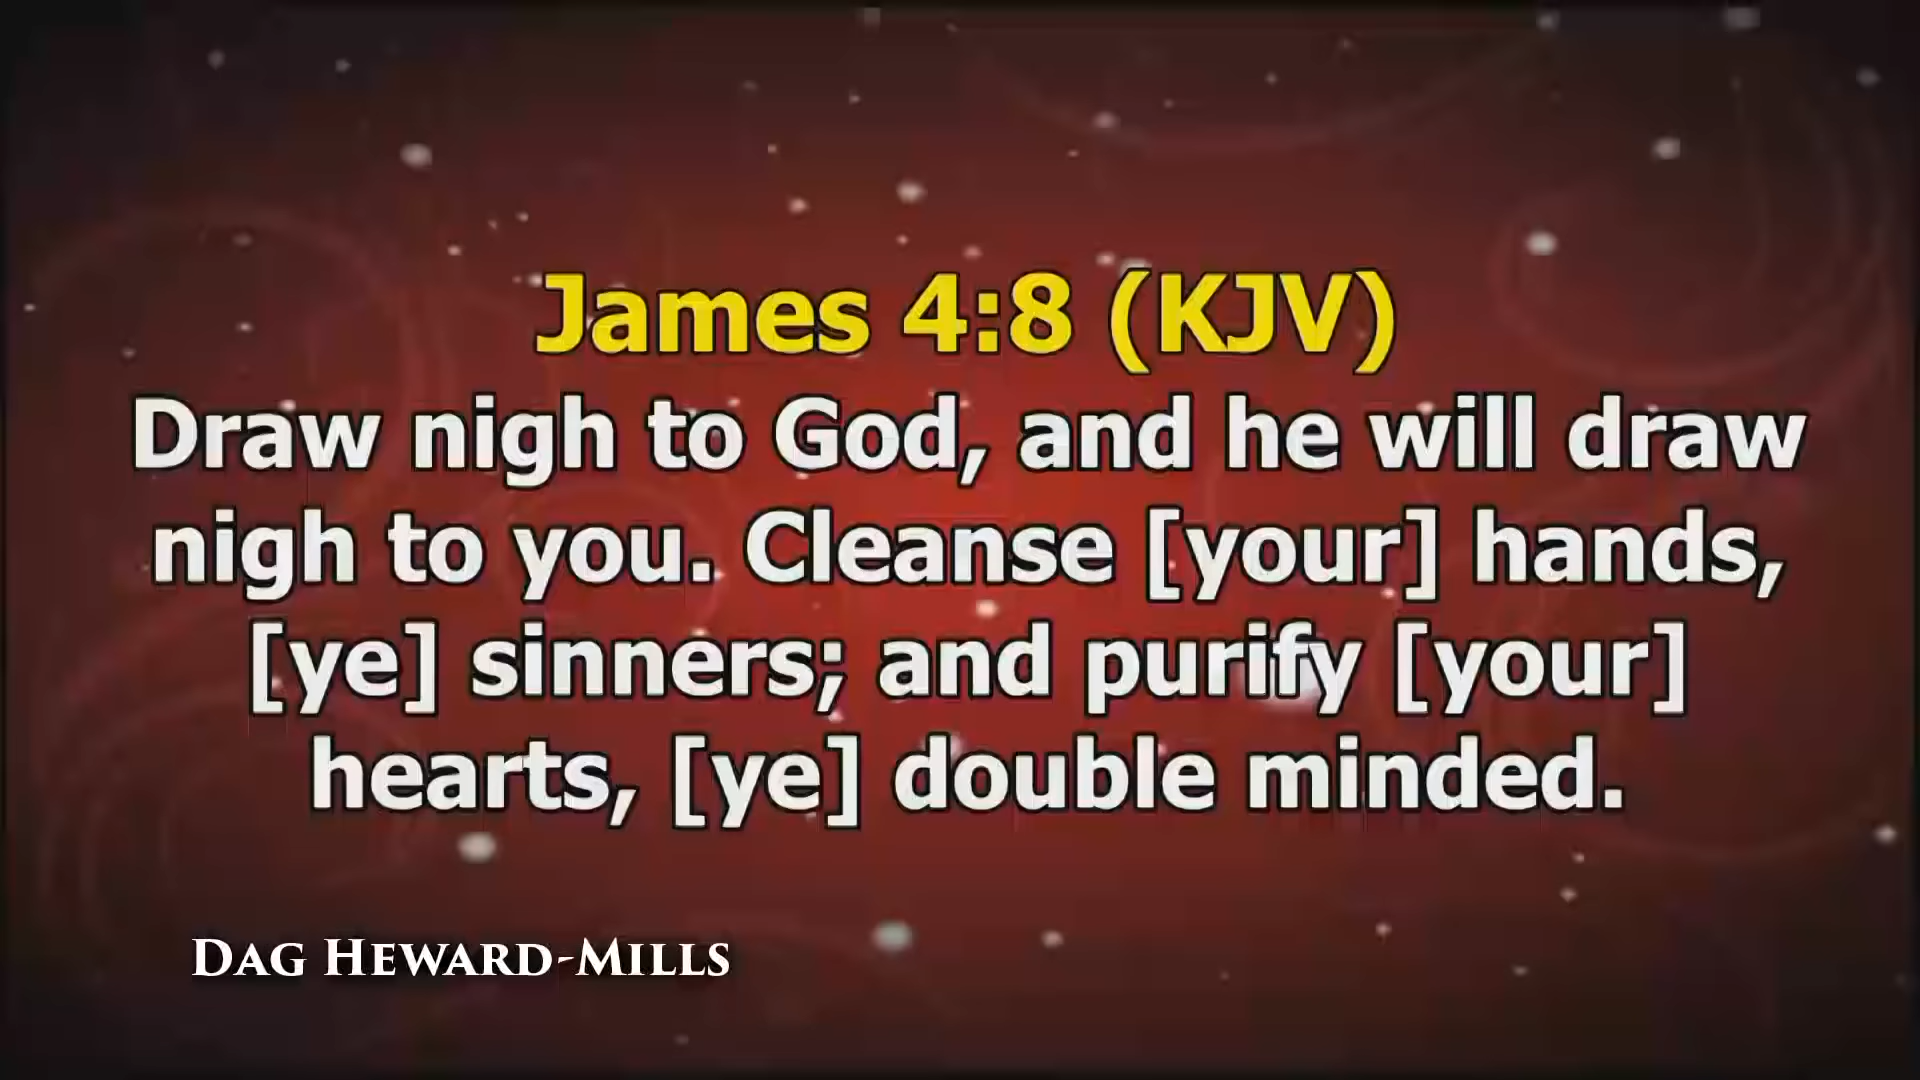 James 4:8 (KJV)
Draw nigh to God, and he will draw
nigh to you. Cleanse [your] hands,
[ye] sinners; and purify [your]
hearts, [ye] double minded.
Dag Heward-Mills